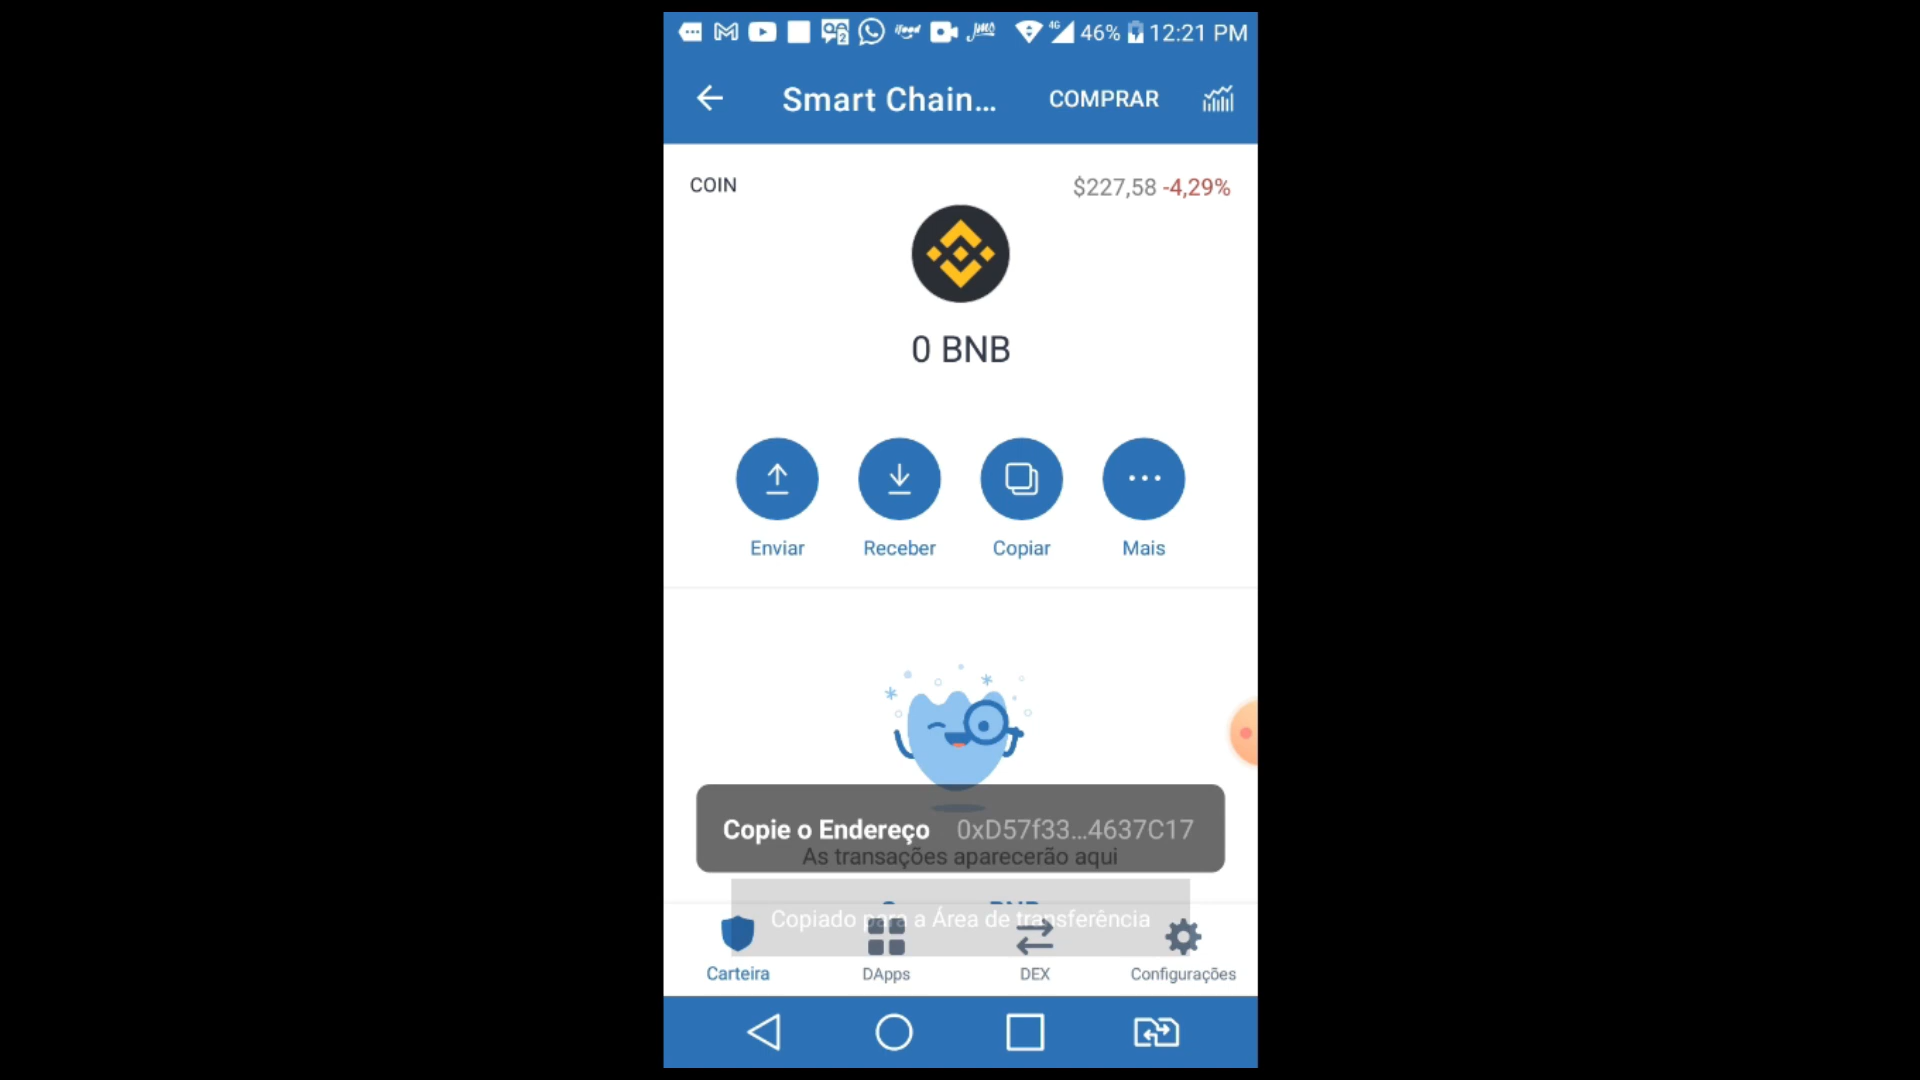 46% 12:21 PM
Smart Chain... COMPRAR
COIN $227,58 -4,29%
0 BNB
Enviar Receber Copiar Mais
Copie o Endereço 0xD57f33...4637C17
As transações aparecerão aqui
Copiado para a Área de transferência
Carteira DApps DEX Configurações